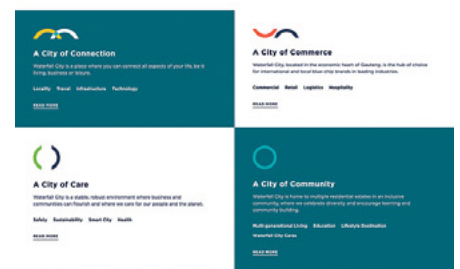 A City of Connection
Waterfall City is a place where you can connect all aspects of your life, be it
living, business or leisure.
Locality Travel Infrastructure Technology
READ MORE
A City of Commerce
Waterfall City, located in the economic heart of Gauteng, is the hub of choice
for international and local blue-chip brands in leading industries.
Commercial Retail Logistics Hospitality
READ MORE
A City of Care
Waterfall City is a stable, robust environment where business and
communities can flourish and where we care for our people and the planet.
Safety Sustainability Smart City Health
READ MORE
A City of Community
Waterfall City is home to multiple residential estates in an inclusive
community, where we celebrate diversity and encourage learning and
community building.
Multi-generational Living Education Lifestyle Destination
Waterfall City Cares
READ MORE